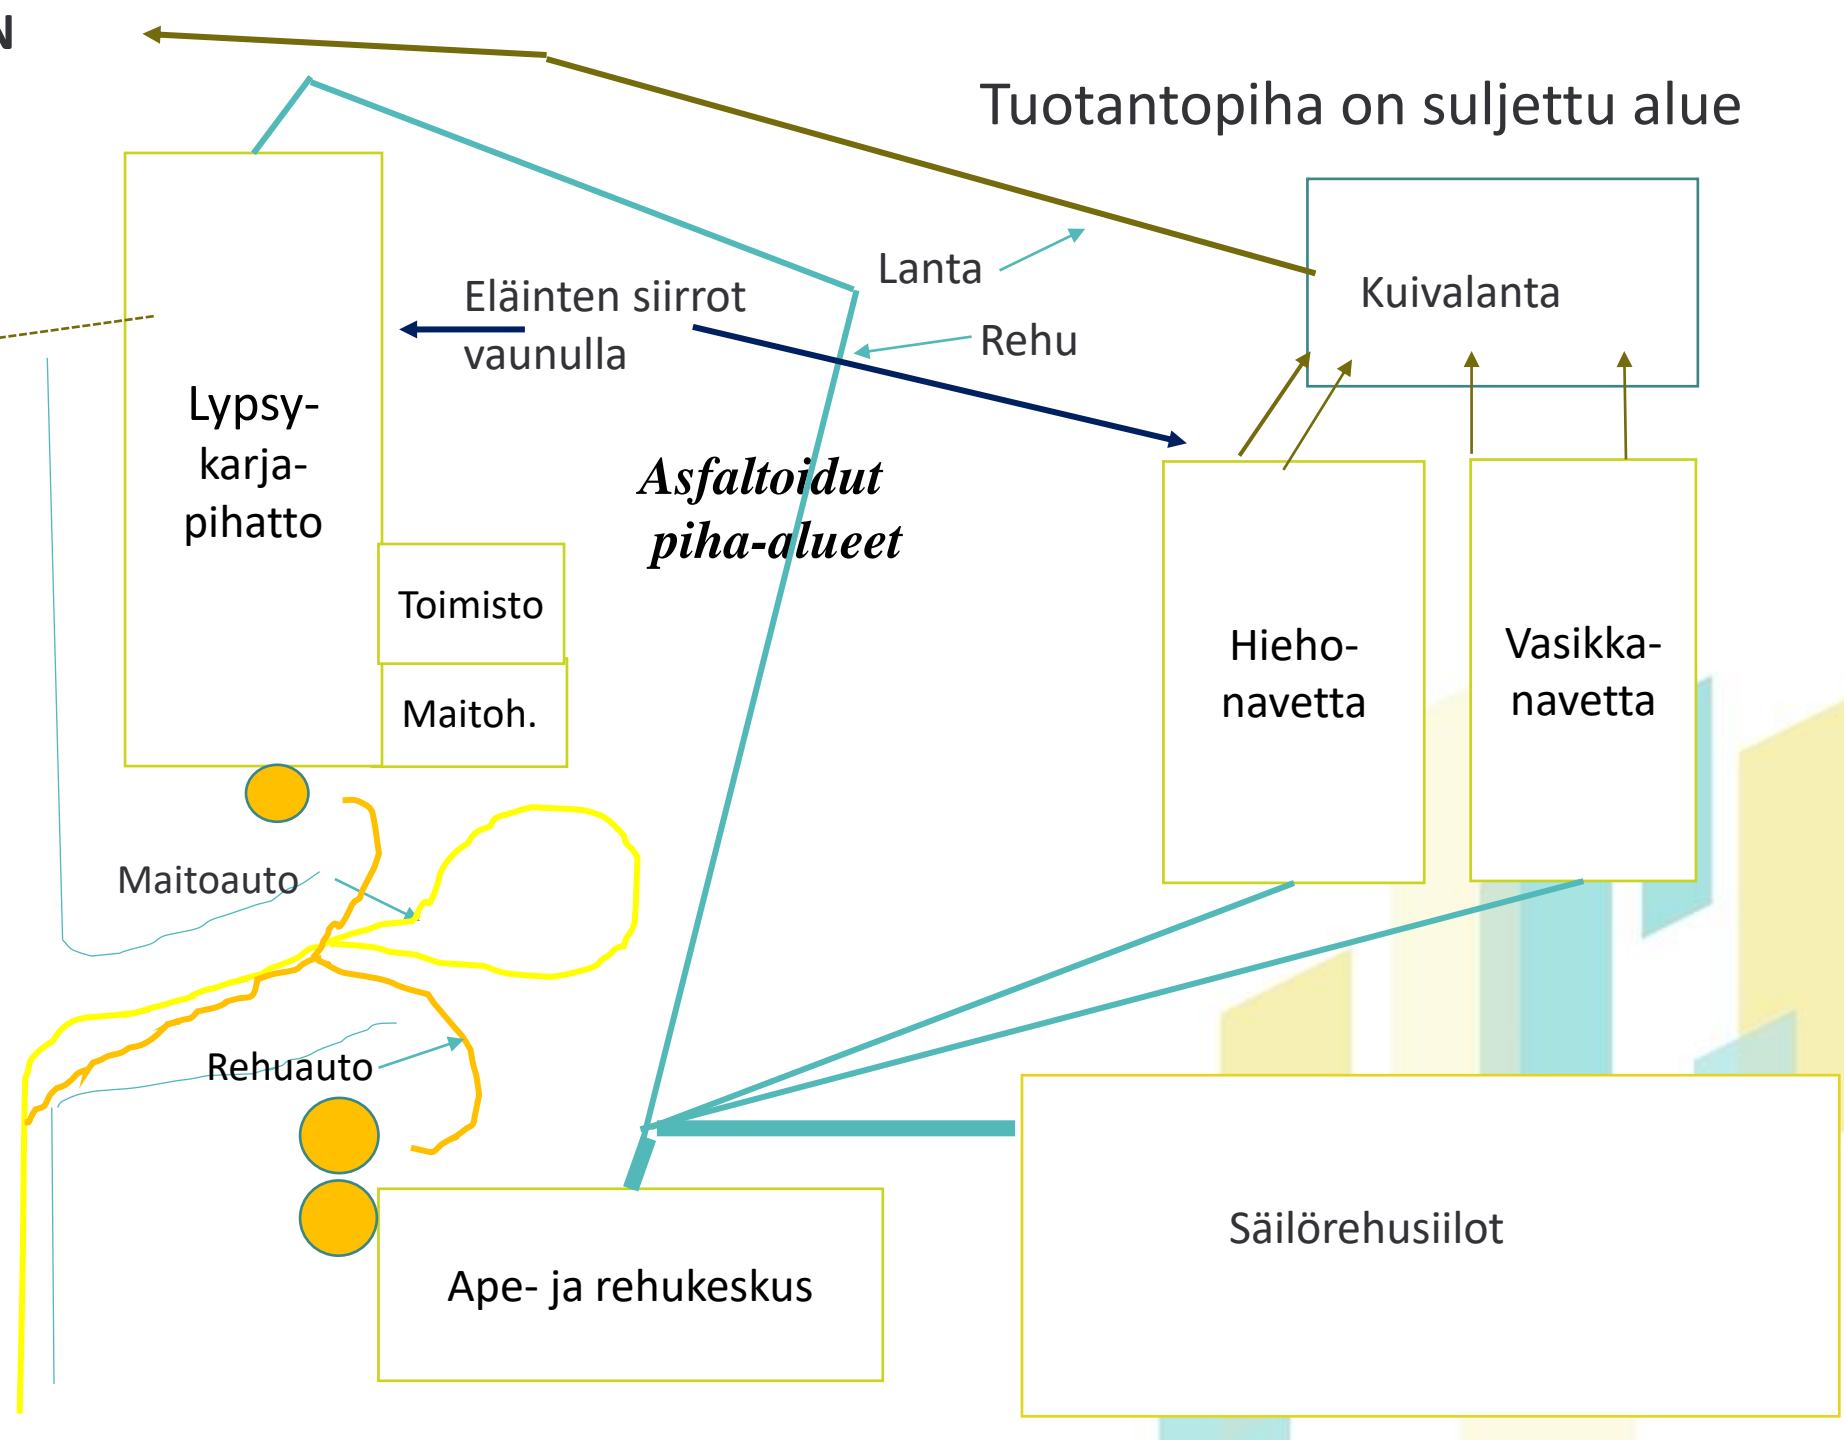 N
Tuotantopiha on suljettu alue
Lanta
Eläinten siirrot
vaunulla
Kuivalanta
Rehu
Lypsy-
karja-
pihatto
Asfaltoidut
piha-alueet
Toimisto
Maitoh.
Hieho-
navetta
Vasikka-
navetta
Maitoauto
Rehuauto
Säilörehusiilot
Ape- ja rehukeskus